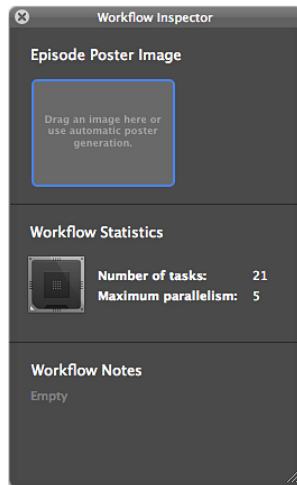 Workflow Inspector
Episode Poster Image
Drag an image here or
use automatic poster
generation.
Workflow Statistics
Number of tasks: 21
Maximum parallelism: 5
Workflow Notes
Empty